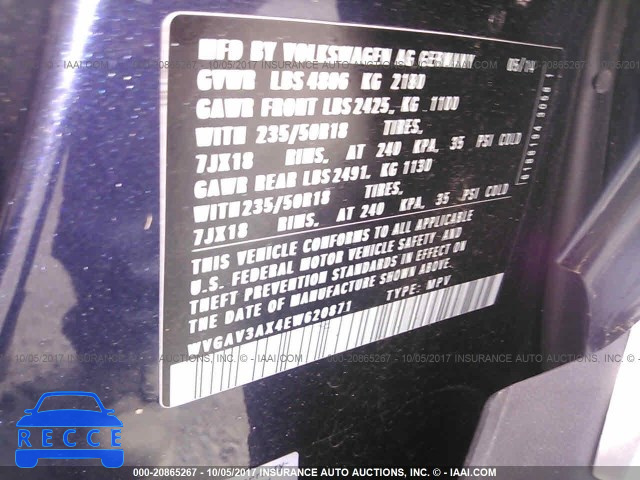 MFD BY VOLKSWAGEN AG GERMANY 05/14
GVWR LBS 4806 KG 2180
GAWR FRONT LBS 2425, KG 1100
WITH 235/50R18 TIRES,
7JX18 RIMS, AT 240 KPA, 35 PSI COLD
GAWR REAR LBS 2491, KG 1130
WITH 235/50R18 TIRES,
7JX18 RIMS, AT 240 KPA, 35 PSI COLD
THIS VEHICLE CONFORMS TO ALL APPLICABLE
U.S. FEDERAL MOTOR VEHICLE SAFETY AND
THEFT PREVENTION STANDARDS IN EFFECT ON
THE DATE OF MANUFACTURE SHOWN ABOVE.
WVGAV3AX4EW620871 TYPE: MPV
RECCE
000-20865267 - 10/05/2017 - INSURANCE AUTO AUCTIONS, INC. - IAAI.COM